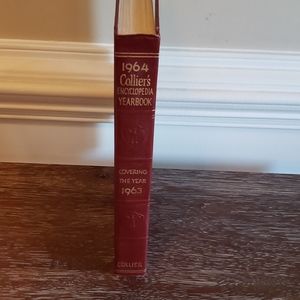 1964
Collier's
ENCYCLOPEDIA
YEARBOOK
COVERING
THE YEAR
1963
COLLIER